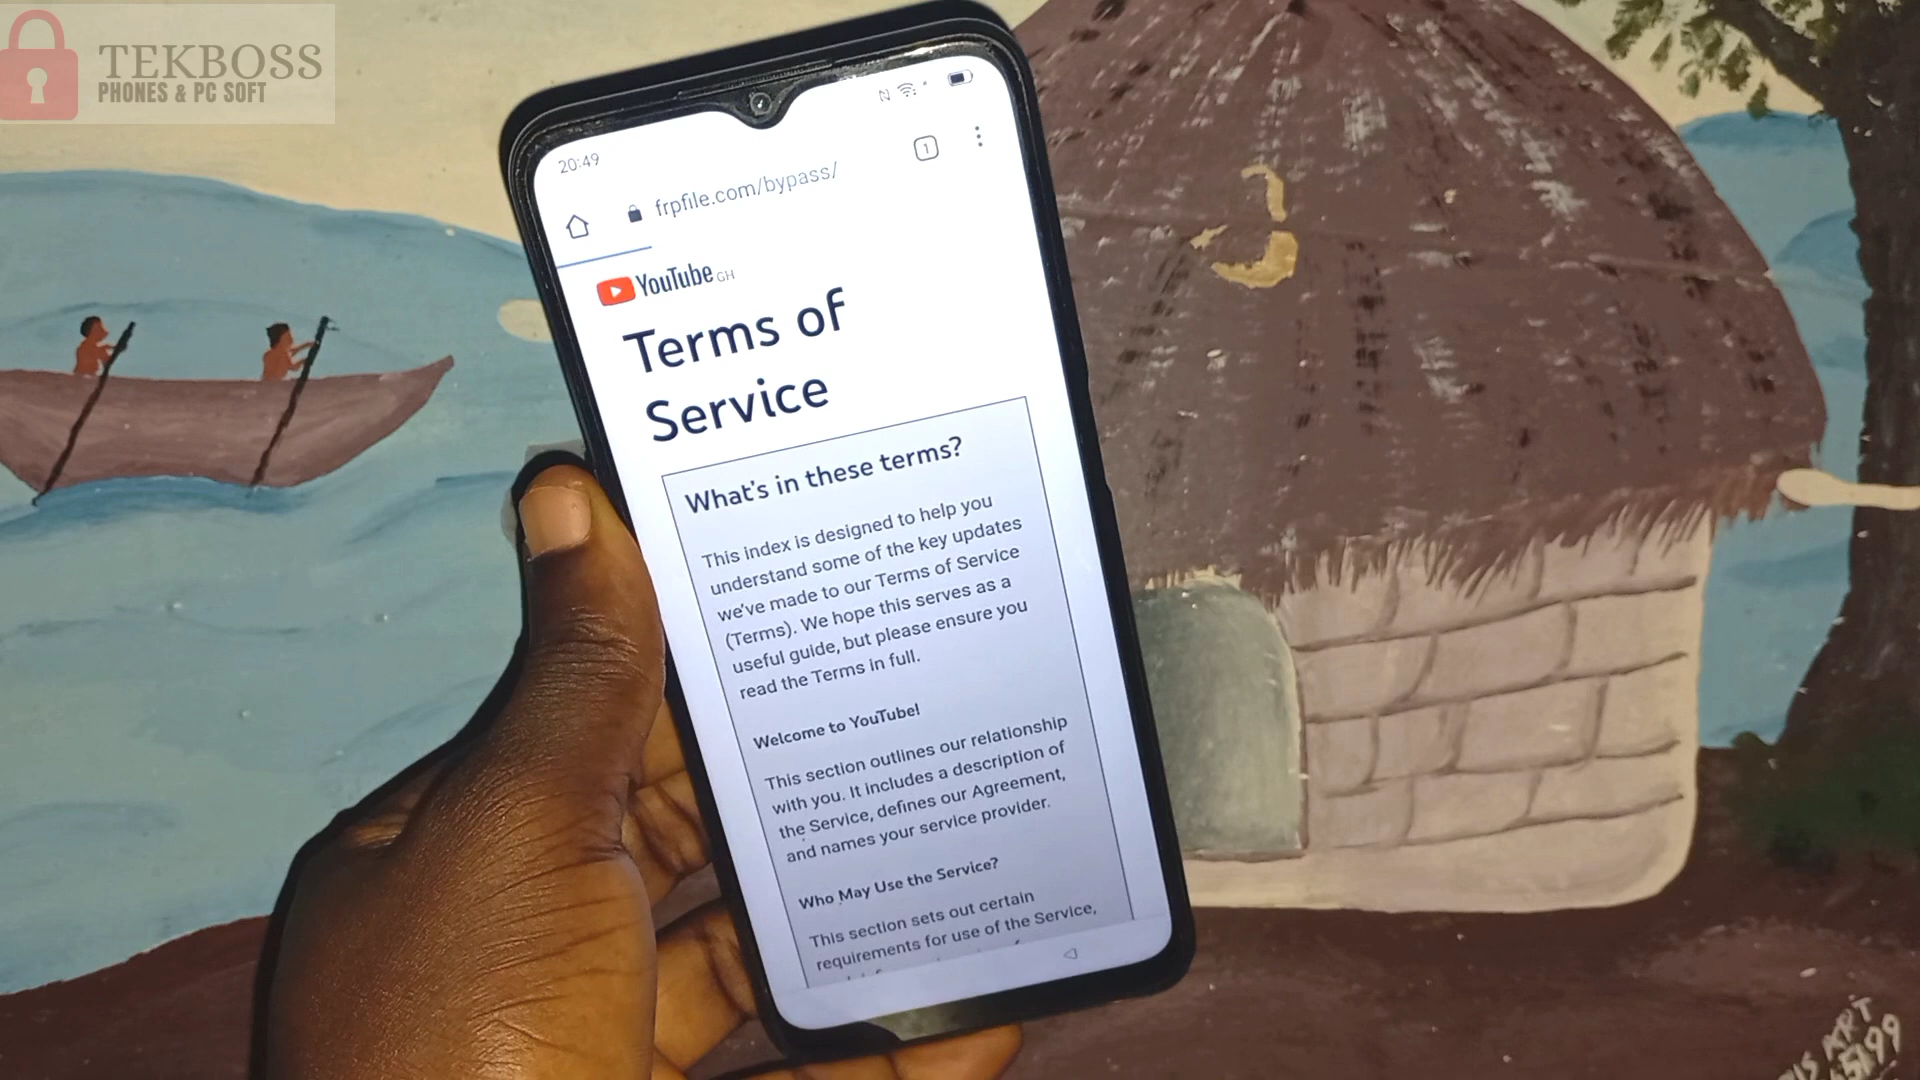 TEKBOSS
PHONES & PC SOFT
20:49
frpfile.com/bypass/
1
YouTube GH
Terms of
Service
What's in these terms?
This index is designed to help you
understand some of the key updates
we've made to our Terms of Service
(Terms). We hope this serves as a
useful guide, but please ensure you
read the Terms in full.
Welcome to YouTube!
This section outlines our relationship
with you. It includes a description of
the Service, defines our Agreement,
and names your service provider.
Who May Use the Service?
This section sets out certain
requirements for use of the Service,
ART